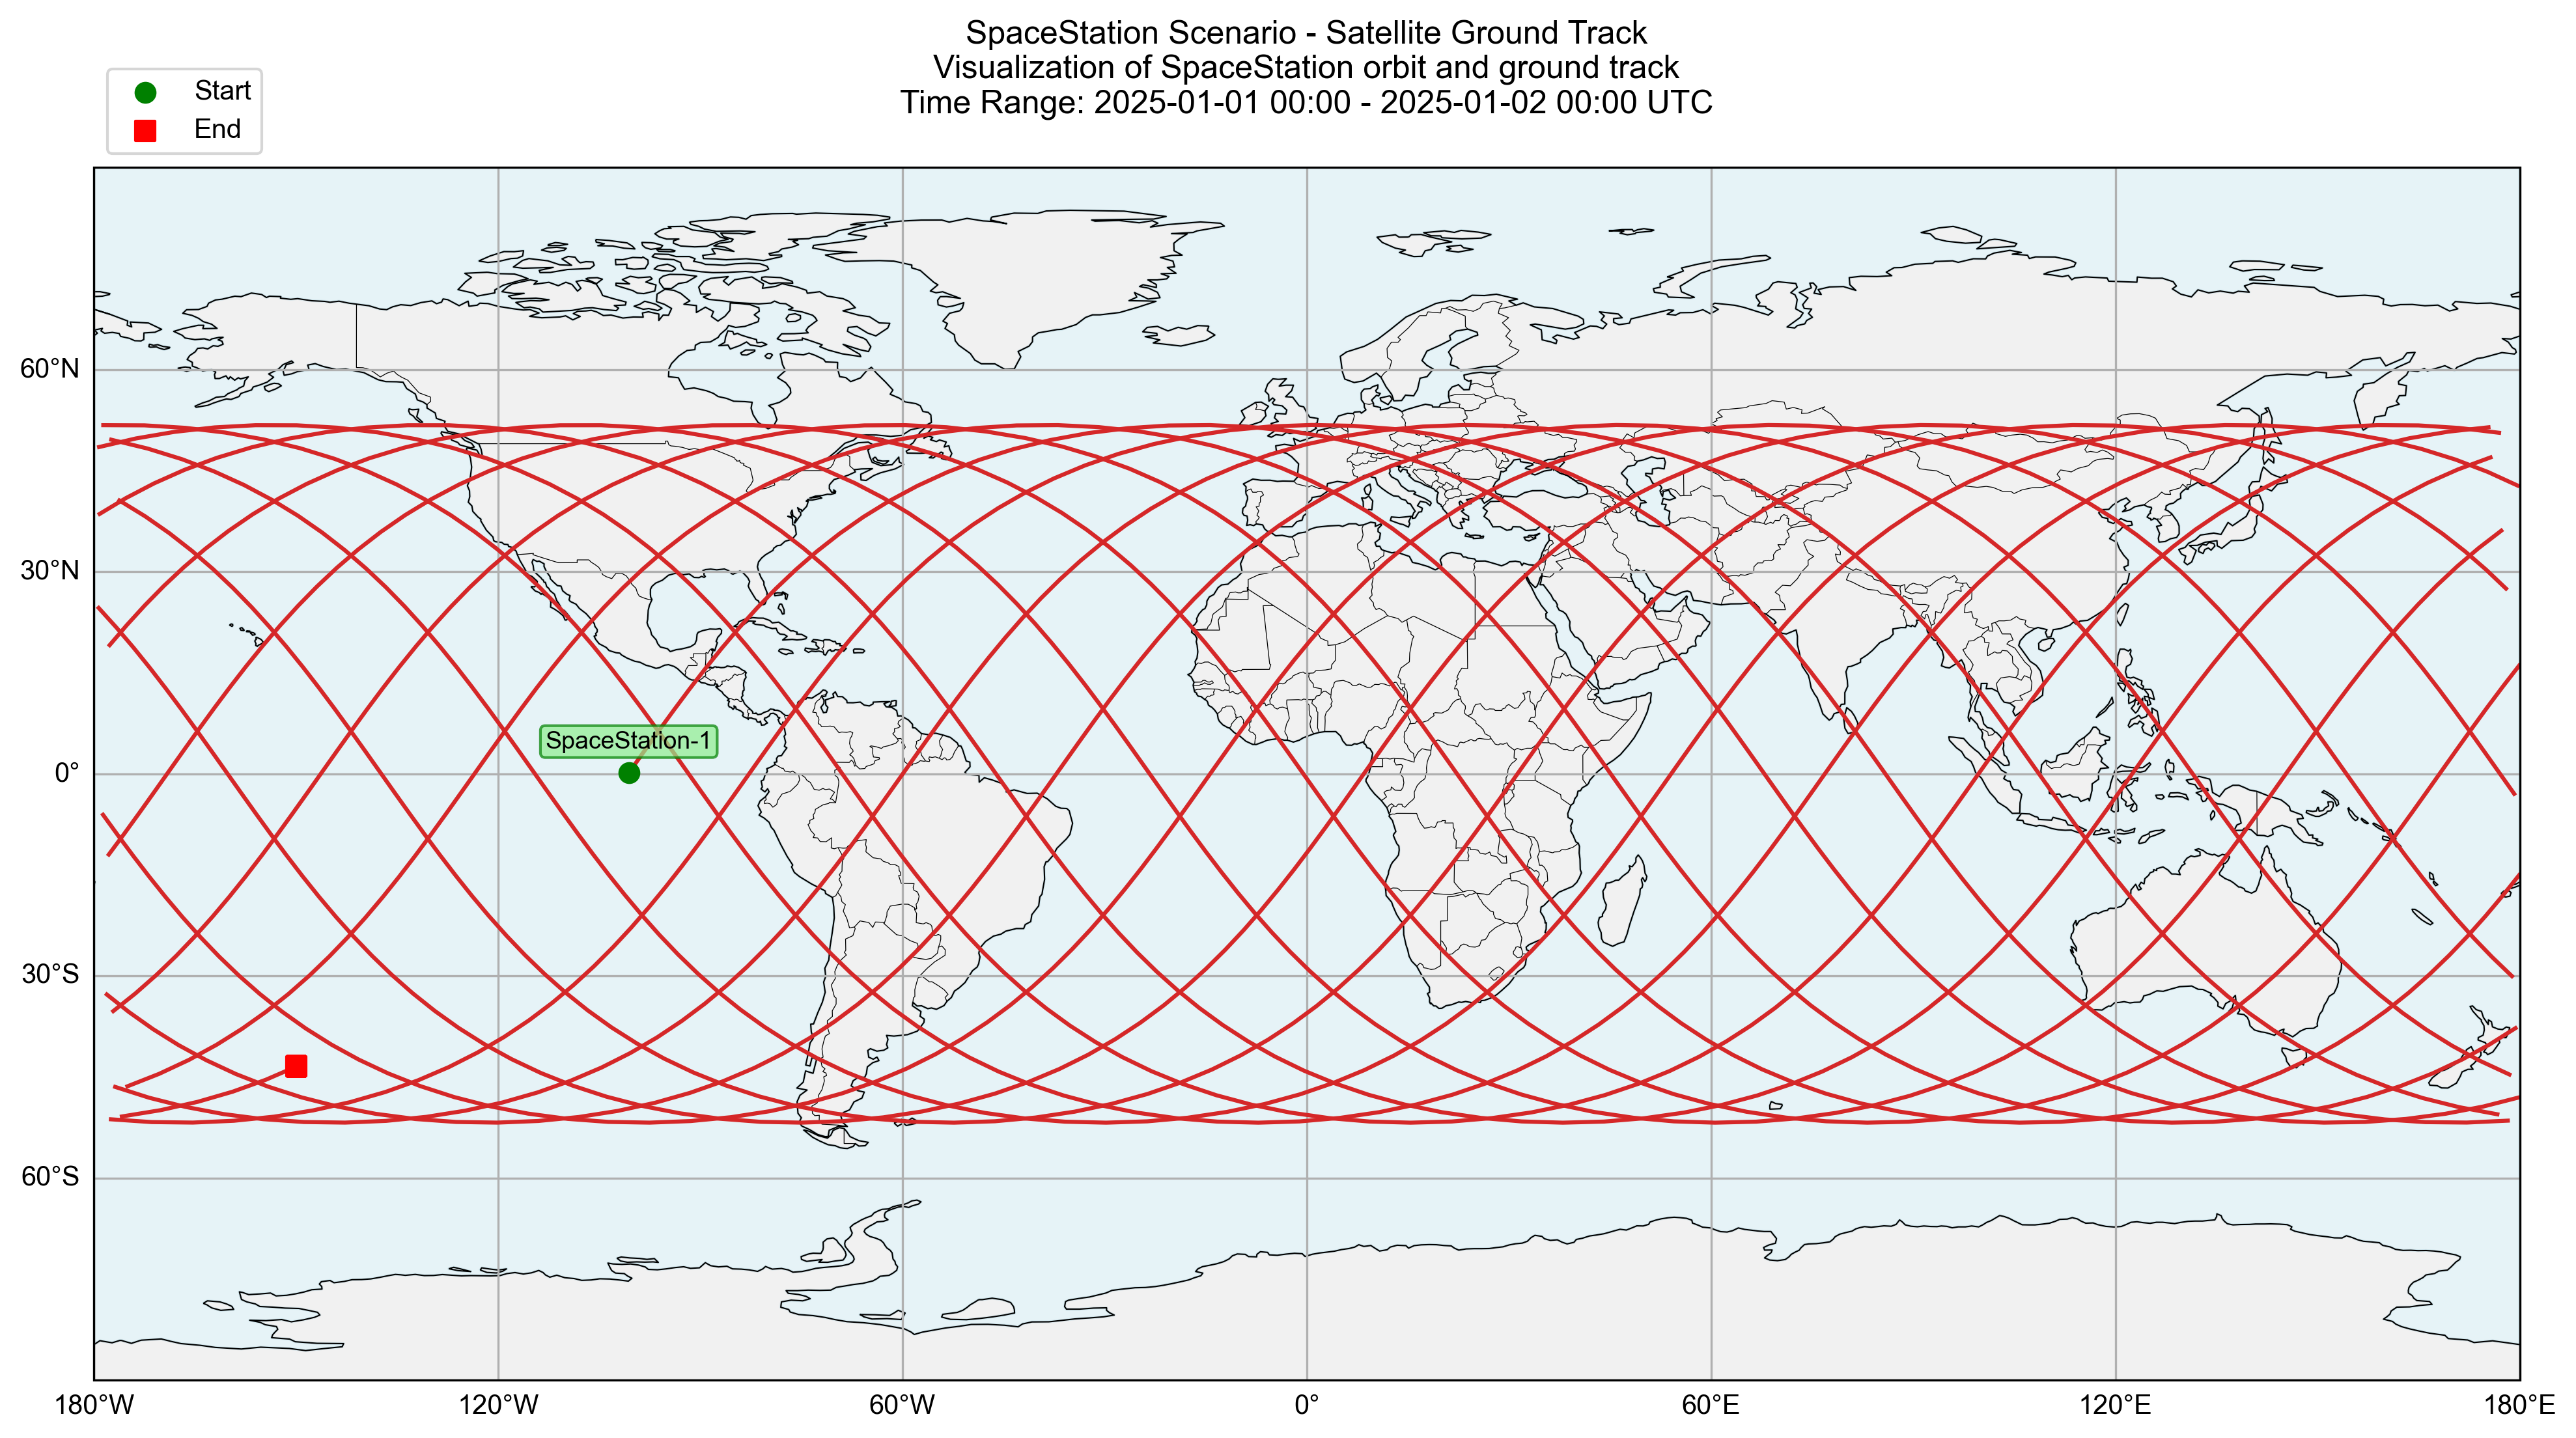 SpaceStation Scenario - Satellite Ground Track
Visualization of SpaceStation orbit and ground track
Time Range: 2025-01-01 00:00 - 2025-01-02 00:00 UTC
Start
End
60°N
30°N
SpaceStation-1
0°
30°S
60°S
180°W 120°W 60°W 0° 60°E 120°E 180°E